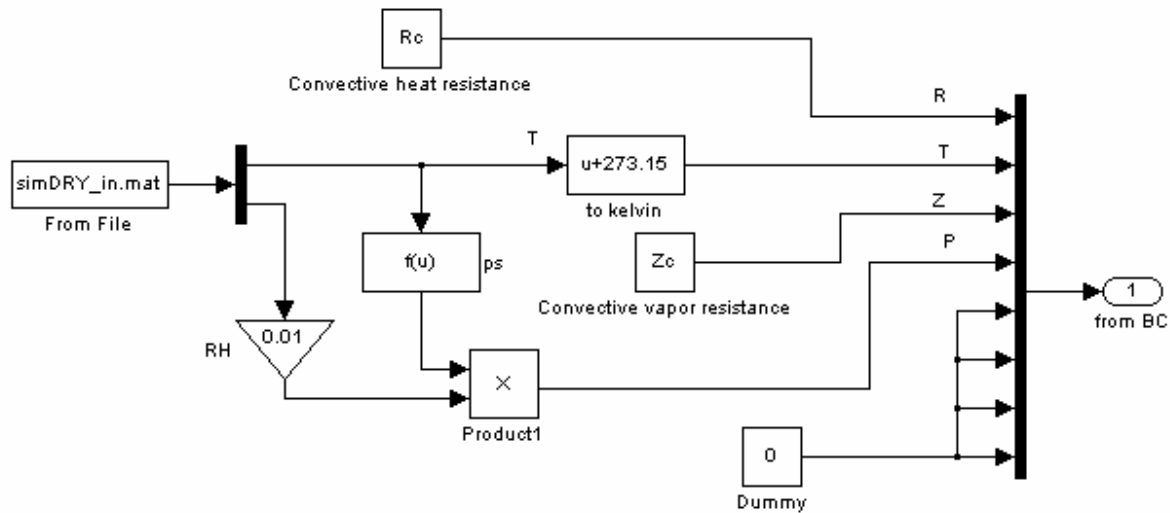 Rc
Convective heat resistance
R
T
T
simDRY_in.mat
From File
u+273.15
to kelvin
Z
P
f(u)
ps
Zc
Convective vapor resistance
1
from BC
0.01
RH
×
Product1
0
Dummy